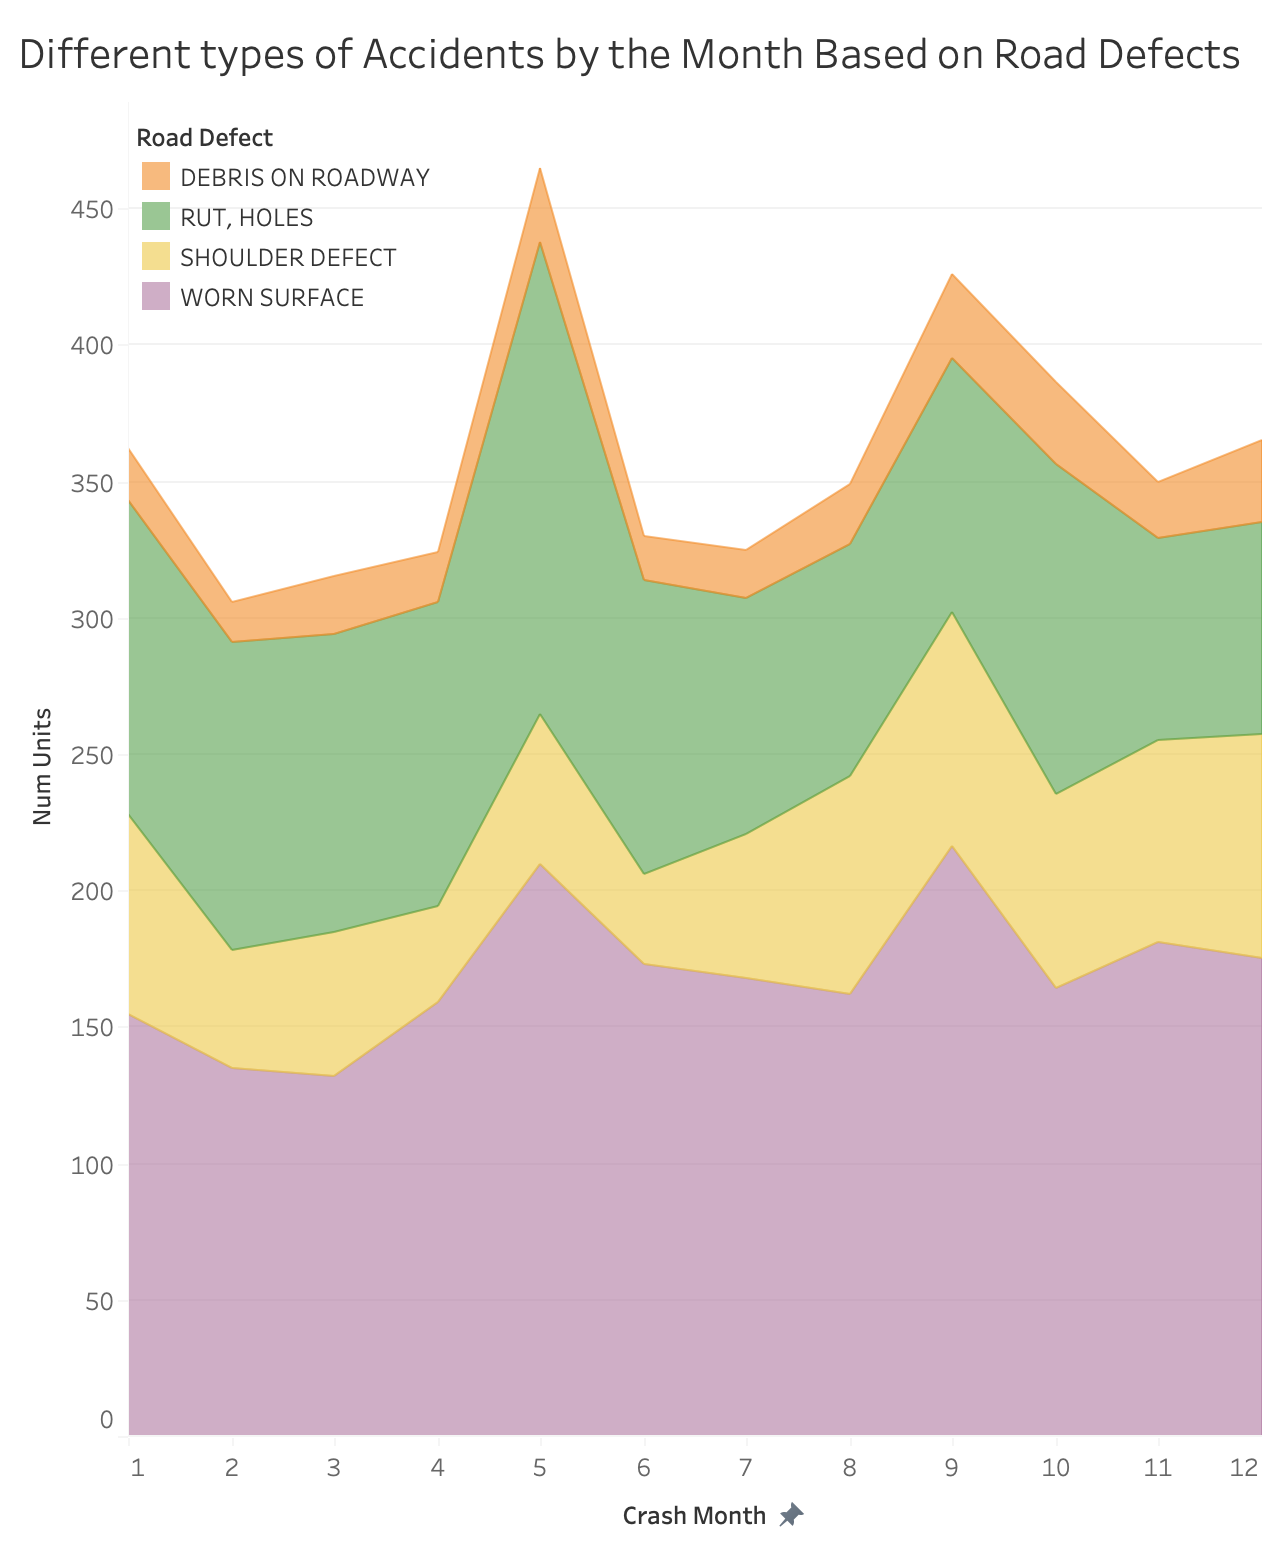 Different types of Accidents by the Month Based on Road Defects
Road Defect
DEBRIS ON ROADWAY
RUT, HOLES
SHOULDER DEFECT
WORN SURFACE
450
400
350
300
250
200
150
100
50
0
Num Units
1 2 3 4 5 6 7 8 9 10 11 12
Crash Month